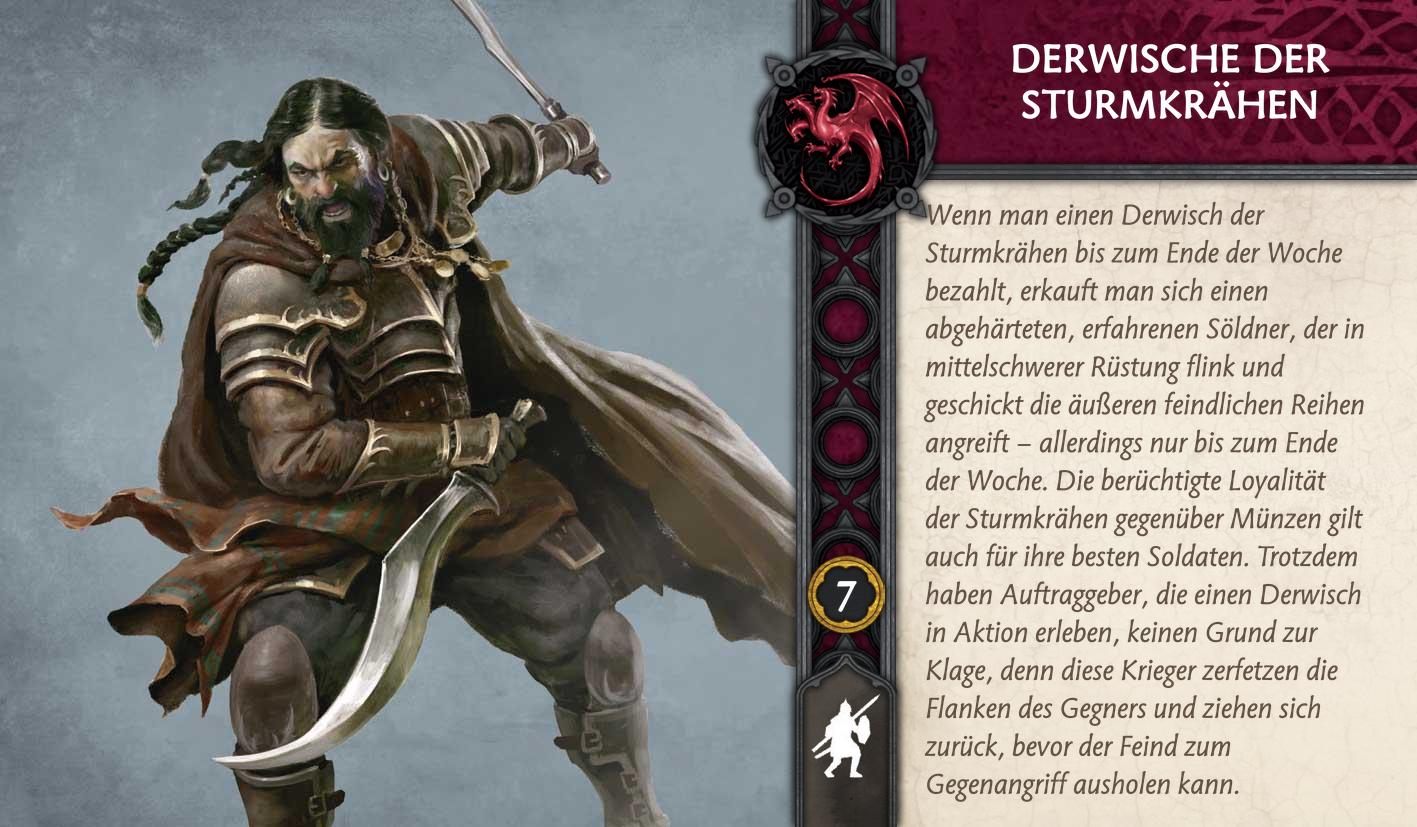 DERWISCHE DER
STURMKRÄHEN
Wenn man einen Derwisch der
Sturmkrähen bis zum Ende der Woche
bezahlt, erkauft man sich einen
abgehärteten, erfahrenen Söldner, der in
mittelschwerer Rüstung flink und
geschickt die äußeren feindlichen Reihen
angreift – allerdings nur bis zum Ende
der Woche. Die berüchtigte Loyalität
der Sturmkrähen gegenüber Münzen gilt
auch für ihre besten Soldaten. Trotzdem
haben Auftraggeber, die einen Derwisch
in Aktion erleben, keinen Grund zur
Klage, denn diese Krieger zerfetzen die
Flanken des Gegners und ziehen sich
zurück, bevor der Feind zum
Gegenangriff ausholen kann.
7